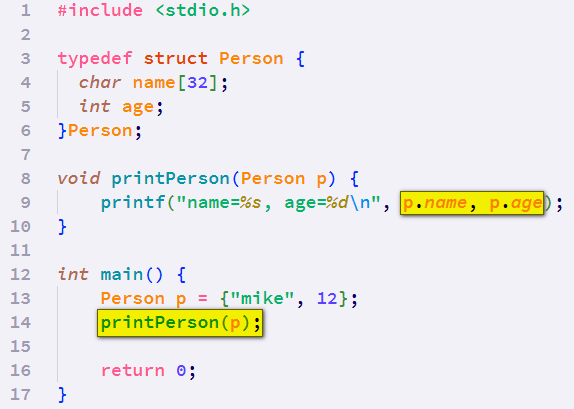 1 #include <stdio.h>
2
3 typedef struct Person {
4   char name[32];
5   int age;
6 }Person;
7
8 void printPerson(Person p) {
9     printf("name=%s, age=%d\n", p.name, p.age);
10 }
11
12 int main() {
13     Person p = {"mike", 12};
14     printPerson(p);
15
16     return 0;
17 }